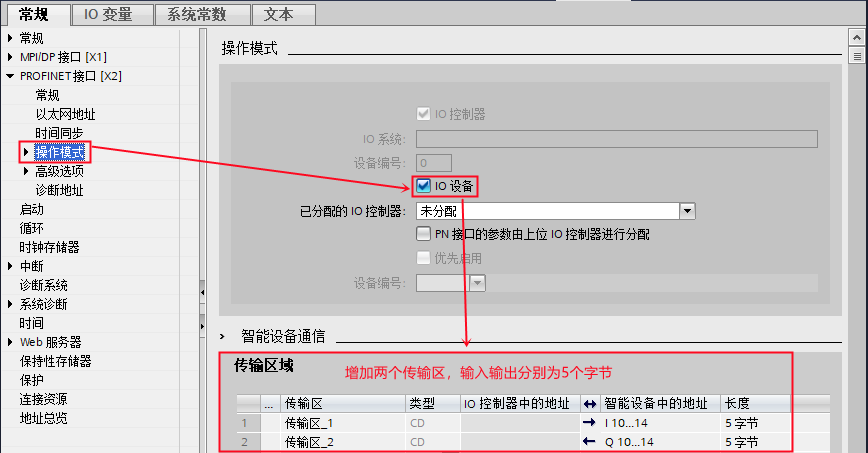 常规 IO 变量 系统常数 文本
常规
MPI/DP 接口 [X1]
PROFINET接口 [X2]
常规
以太网地址
时间同步
操作模式
高级选项
诊断地址
启动
循环
时钟存储器
中断
诊断系统
系统诊断
时间
Web 服务器
保持性存储器
保护
连接资源
地址总览
操作模式
IO 控制器
IO 系统:
设备编号: 0
IO 设备
已分配的 IO 控制器: 未分配
PN 接口的参数由上位 IO 控制器进行分配
优先启用
设备编号:
智能设备通信
传输区域
增加两个传输区，输入输出分别为5个字节
... 传输区 类型 IO 控制器中的地址 ↔ 智能设备中的地址 长度
1 传输区_1 CD → I 10...14 5 字节
2 传输区_2 CD ← Q 10...14 5 字节